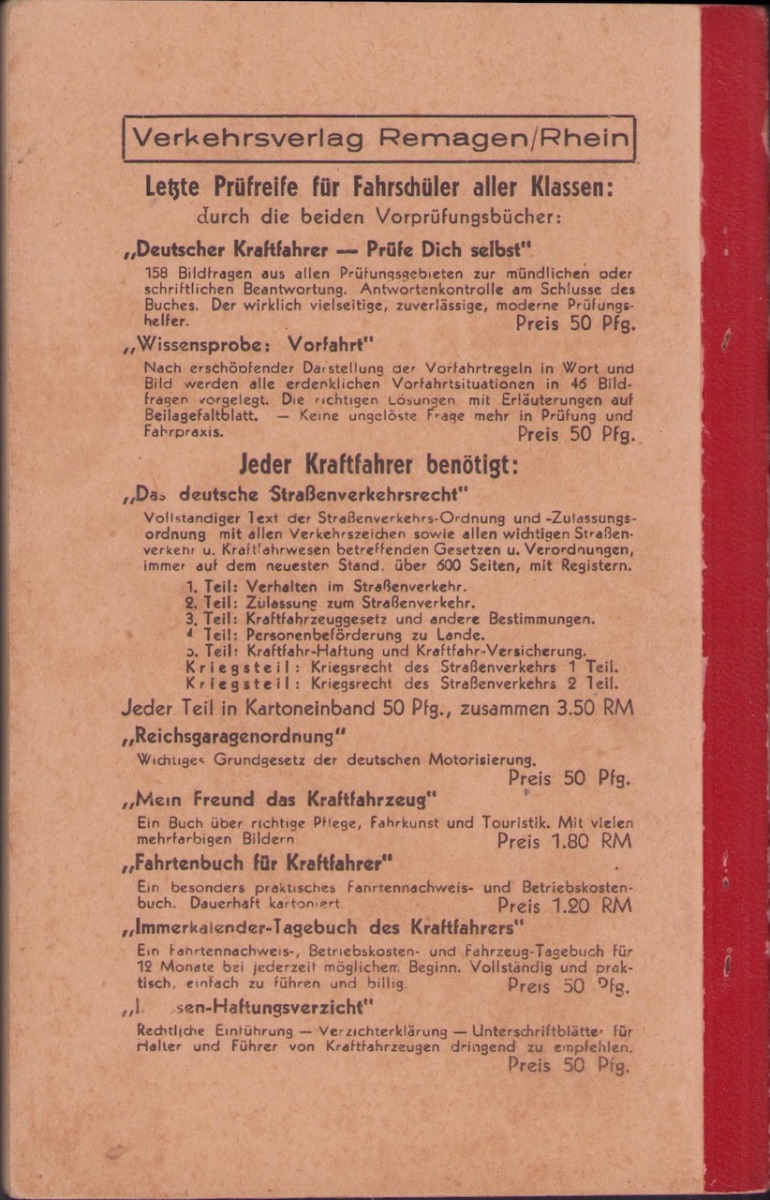 Verkehrsverlag Remagen/Rhein
Letzte Prüfreife für Fahrschüler aller Klassen:
durch die beiden Vorprüfungsbücher:
„Deutscher Kraftfahrer — Prüfe Dich selbst"
158 Bildfragen aus allen Prüfungsgebieten zur mündlichen oder
schriftlichen Beantwortung. Antwortenkontrolle am Schlusse des
Buches. Der wirklich vielseitige, zuverlässige, moderne Prüfungs-
helfer. Preis 50 Pfg.
„Wissensprobe: Vorfahrt"
Nach erschöpfender Darstellung der Vorfahrtregeln in Wort und
Bild werden alle erdenklichen Vorfahrtsituationen in 46 Bild-
fragen vorgelegt. Die richtigen Lösungen mit Erläuterungen auf
Beilagefaltblatt. — Keine ungelöste Frage mehr in Prüfung und
Fahrpraxis. Preis 50 Pfg.
Jeder Kraftfahrer benötigt:
„Das deutsche Straßenverkehrsrecht"
Vollständiger Text der Straßenverkehrs-Ordnung und -Zulassungs-
ordnung mit allen Verkehrszeichen sowie allen wichtigen Straßen-
verkehr u. Kraftfahrwesen betreffenden Gesetzen u. Verordnungen,
immer auf dem neuesten Stand, über 600 Seiten, mit Registern.
1. Teil: Verhalten im Straßenverkehr.
2. Teil: Zulassung zum Straßenverkehr.
3. Teil: Kraftfahrzeuggesetz und andere Bestimmungen.
4 Teil: Personenbeförderung zu Lande.
5. Teil: Kraftfahr-Haftung und Kraftfahr-Versicherung.
Kriegsteil: Kriegsrecht des Straßenverkehrs 1 Teil.
Kriegsteil: Kriegsrecht des Straßenverkehrs 2 Teil.
Jeder Teil in Kartoneinband 50 Pfg., zusammen 3.50 RM
„Reichsgaragenordnung"
Wichtiges Grundgesetz der deutschen Motorisierung.
Preis 50 Pfg.
„Mein Freund das Kraftfahrzeug"
Ein Buch über richtige Pflege, Fahrkunst und Touristik. Mit vielen
mehrfarbigen Bildern Preis 1.80 RM
„Fahrtenbuch für Kraftfahrer"
Ein besonders praktisches Fahrtennachweis- und Betriebskosten-
buch. Dauerhaft kartoniert. Preis 1.20 RM
„Immerkalender-Tagebuch des Kraftfahrers"
Ein Fahrtennachweis-, Betriebskosten- und Fahrzeug-Tagebuch für
12 Monate bei jederzeit möglichem Beginn. Vollständig und prak-
tisch, einfach zu führen und billig. Preis 50 Pfg.
sen-Haftungsverzicht"
Rechtliche Einführung — Verzichterklärung — Unterschriftblätter für
Halter und Führer von Kraftfahrzeugen dringend zu empfehlen.
Preis 50 Pfg.